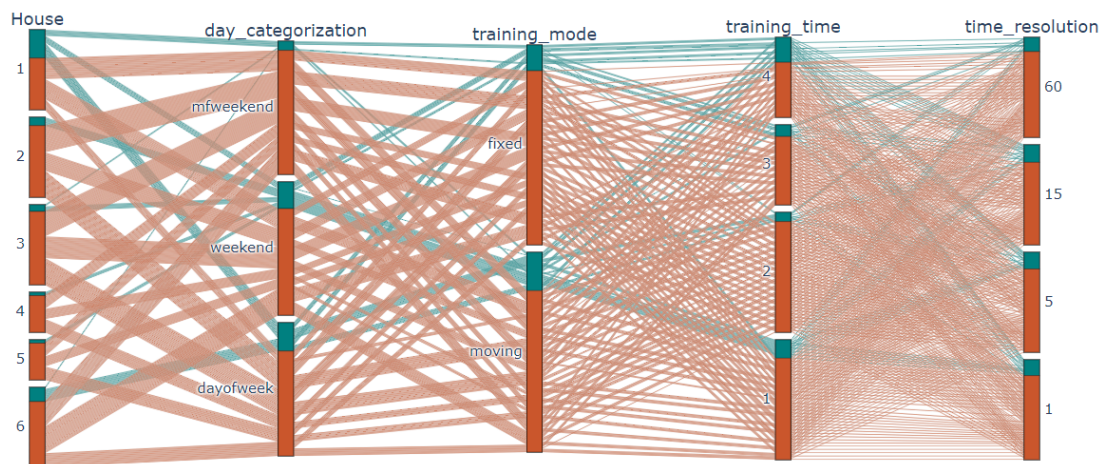 House
day_categorization
training_mode
training_time
time_resolution
1
2
3
4
5
6
mfweekend
weekend
dayofweek
fixed
moving
4
3
2
1
60
15
5
1